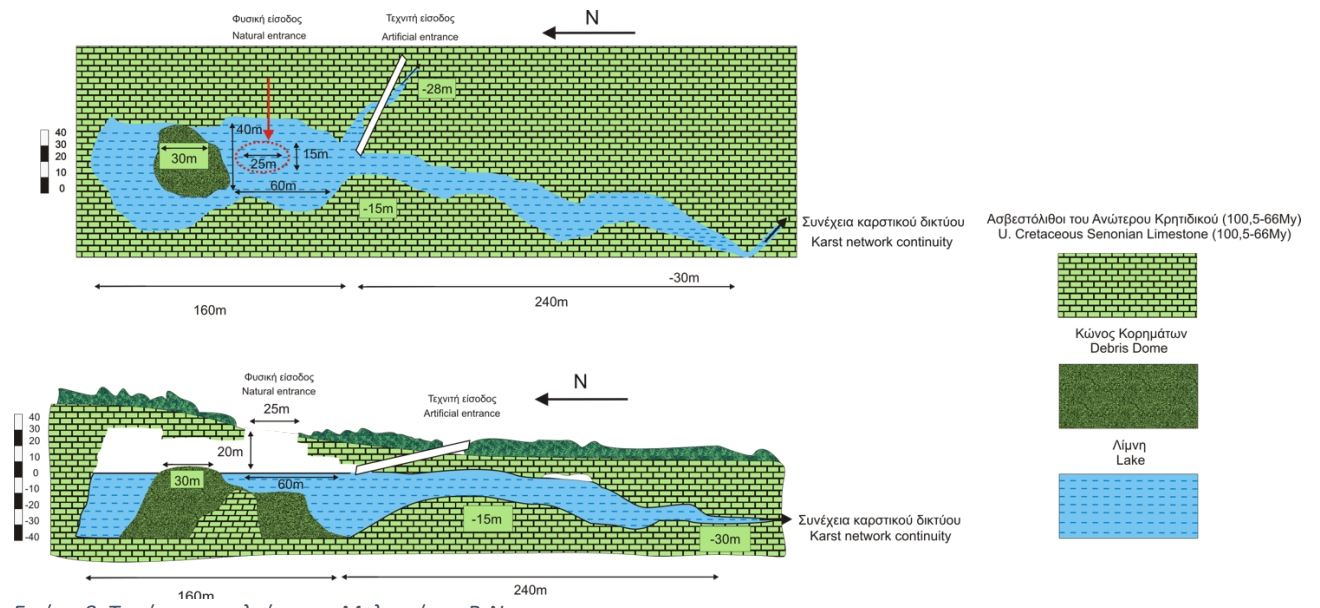 Φυσική είσοδος
Natural entrance
Τεχνιτή είσοδος
Artificial entrance
N
-28m
40
30
20
10
0
30m
40m
25m
15m
60m
-15m
Συνέχεια καρστικού δικτύου
Karst network continuity
-30m
160m
240m
Ασβεστόλιθοι του Ανώτερου Κρητιδικού (100,5-66My)
U. Cretaceous Senonian Limestone (100,5-66My)
Κώνος Κορημάτων
Debris Dome
Λίμνη
Lake
Φυσική είσοδος
Natural entrance
25m
Τεχνιτή είσοδος
Artificial entrance
N
40
30
20
10
0
-10
-20
-30
-40
20m
30m
60m
-15m
-30m
Συνέχεια καρστικού δικτύου
Karst network continuity
160m
240m